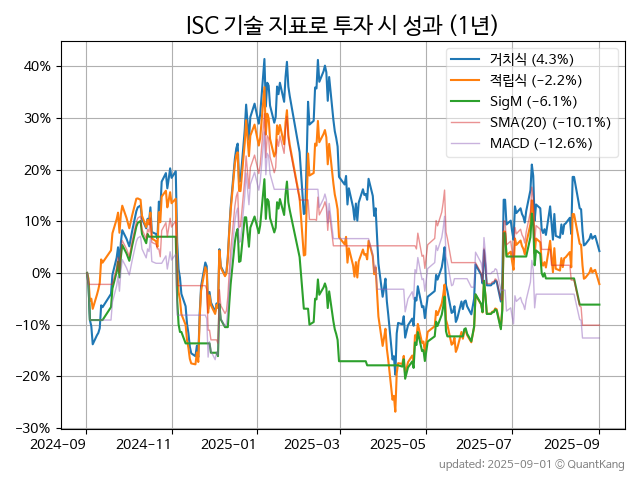 ISC 기술 지표로 투자 시 성과 (1년)
거치식 (4.3%)
적립식 (−2.2%)
SigM (−6.1%)
SMA(20) (−10.1%)
MACD (−12.6%)
40%
30%
20%
10%
0%
−10%
−20%
−30%
2024-09 2024-11 2025-01 2025-03 2025-05 2025-07 2025-09
updated: 2025-09-01 © QuantKang